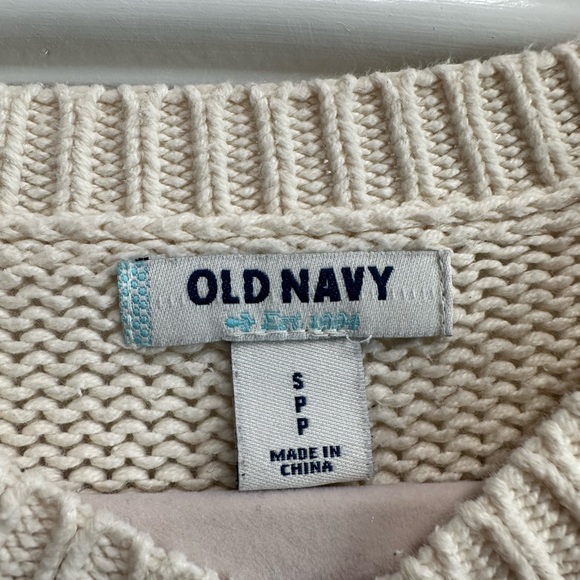 OLD NAVY
Est 1994
S
P
P
MADE IN
CHINA